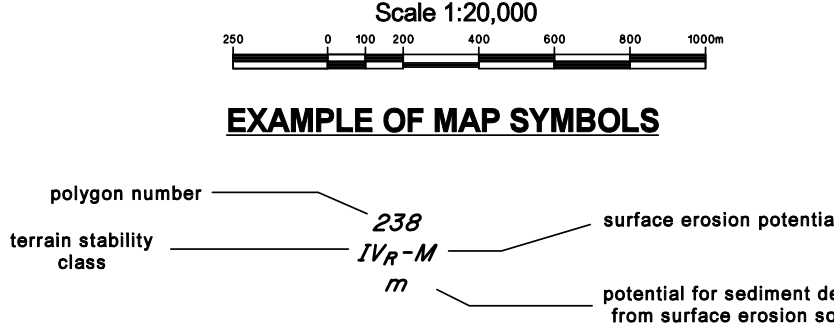 Scale 1:20,000
250 0 100 200 400 600 800 1000m
EXAMPLE OF MAP SYMBOLS
polygon number
238
surface erosion potentia
terrain stability
class
IVR-M
m
potential for sediment de
from surface erosion so